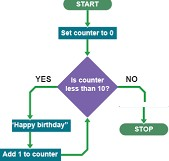 START
Set counter to 0
YES
NO
Is counter
less than 10?
"Happy birthday"
STOP
Add 1 to counter